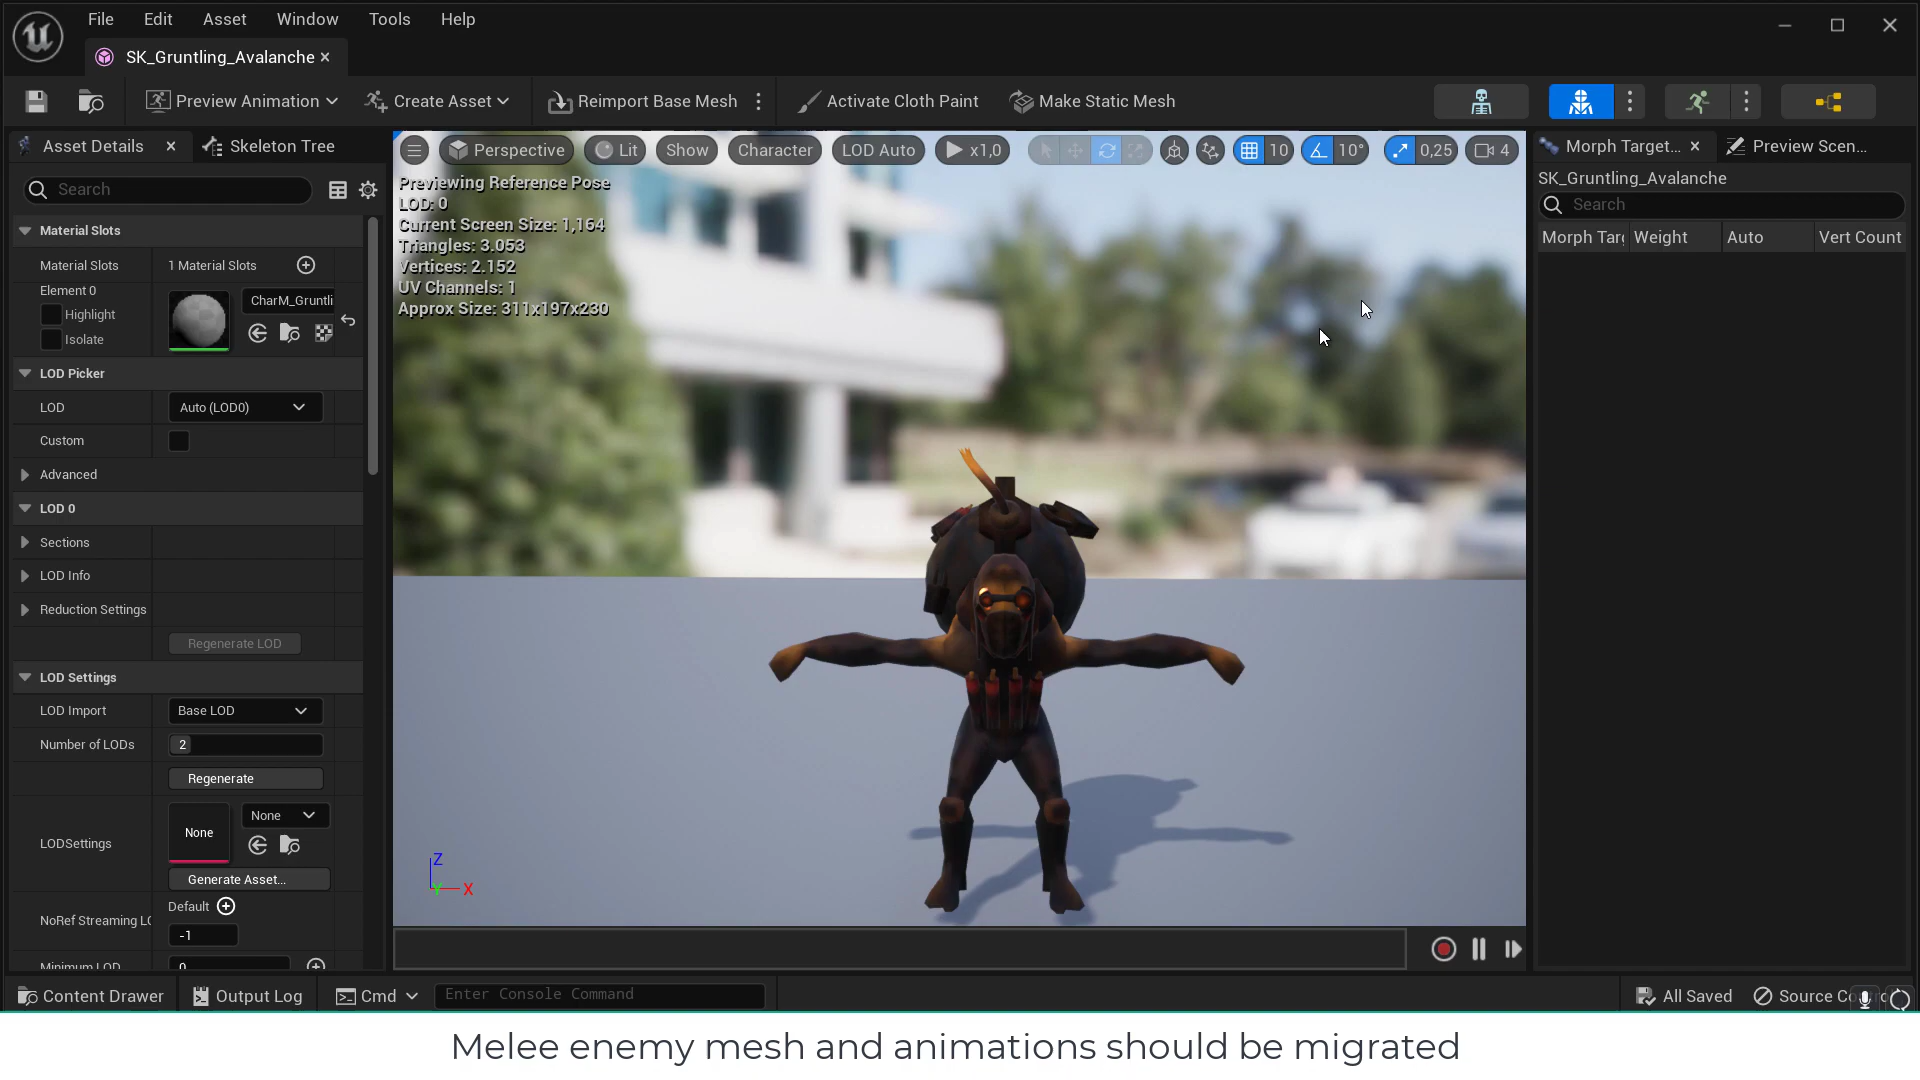 File Edit Asset Window Tools Help
SK_Gruntling_Avalanche
Preview Animation Create Asset Reimport Base Mesh Activate Cloth Paint Make Static Mesh
Asset Details Skeleton Tree
Search
Material Slots
Material Slots 1 Material Slots
Element 0
CharM_Gruntli
Highlight
Isolate
LOD Picker
LOD Auto (LOD0)
Custom
Advanced
LOD 0
Sections
LOD Info
Reduction Settings
Regenerate LOD
LOD Settings
LOD Import Base LOD
Number of LODs 2
Regenerate
LODSettings None None
Generate Asset...
NoRef Streaming LO Default
-1
Minimum LOD 0
Perspective Lit Show Character LOD Auto x1,0 10 10° 0,25 4
Previewing Reference Pose
LOD: 0
Current Screen Size: 1,164
Triangles: 3.053
Vertices: 2.152
UV Channels: 1
Approx Size: 311x197x230
Z
Y X
Morph Target... Preview Scen...
SK_Gruntling_Avalanche
Search
Morph Targ Weight Auto Vert Count
Content Drawer Output Log Cmd Enter Console Command All Saved Source Co
Melee enemy mesh and animations should be migrated